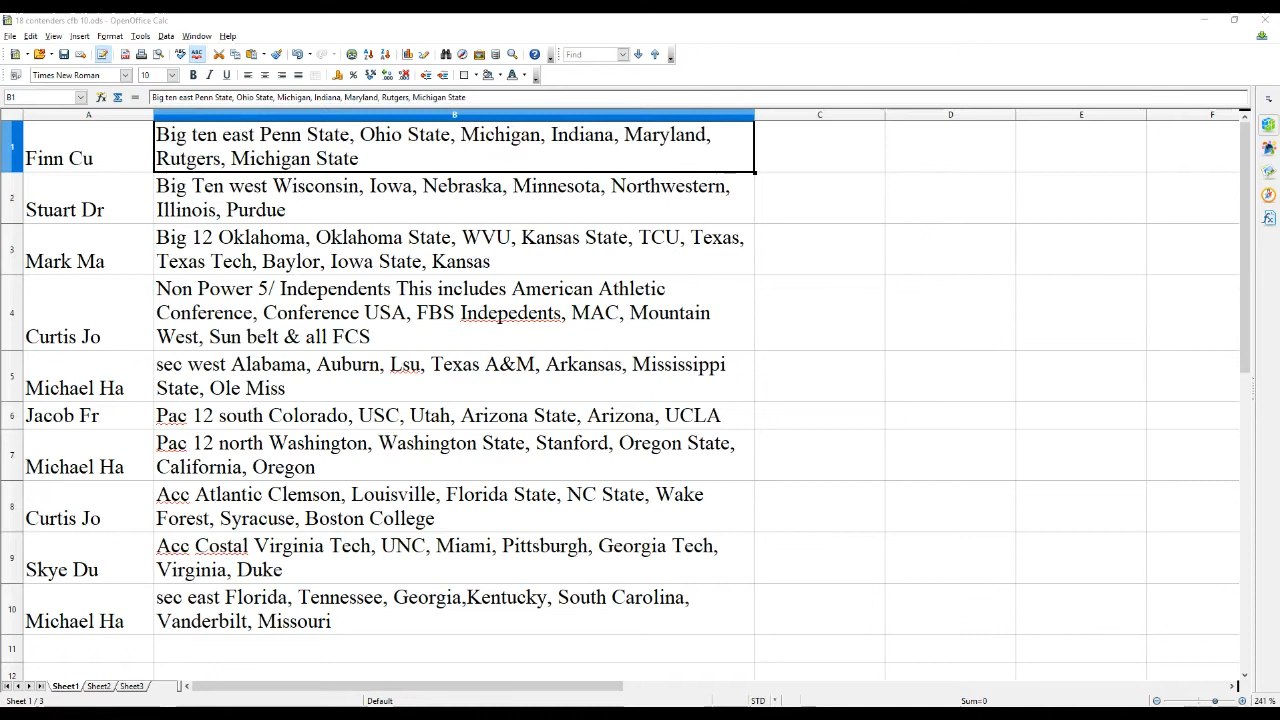 18 contenders cfb 10.ods - OpenOffice Calc
File Edit View Insert Format Tools Data Window Help
Find
Times New Roman 10
B1 Big ten east Penn State, Ohio State, Michigan, Indiana, Maryland, Rutgers, Michigan State
A B C D E F
1 Finn Cu Big ten east Penn State, Ohio State, Michigan, Indiana, Maryland,
Rutgers, Michigan State
2 Stuart Dr Big Ten west Wisconsin, Iowa, Nebraska, Minnesota, Northwestern,
Illinois, Purdue
3 Mark Ma Big 12 Oklahoma, Oklahoma State, WVU, Kansas State, TCU, Texas,
Texas Tech, Baylor, Iowa State, Kansas
4 Curtis Jo Non Power 5/ Independents This includes American Athletic
Conference, Conference USA, FBS Indepedents, MAC, Mountain
West, Sun belt & all FCS
5 Michael Ha sec west Alabama, Auburn, Lsu, Texas A&M, Arkansas, Mississippi
State, Ole Miss
6 Jacob Fr Pac 12 south Colorado, USC, Utah, Arizona State, Arizona, UCLA
7 Michael Ha Pac 12 north Washington, Washington State, Stanford, Oregon State,
California, Oregon
8 Curtis Jo Acc Atlantic Clemson, Louisville, Florida State, NC State, Wake
Forest, Syracuse, Boston College
9 Skye Du Acc Costal Virginia Tech, UNC, Miami, Pittsburgh, Georgia Tech,
Virginia, Duke
10 Michael Ha sec east Florida, Tennessee, Georgia,Kentucky, South Carolina,
Vanderbilt, Missouri
11
12
Sheet1 Sheet2 Sheet3
Sheet 1 / 3 Default STD * Sum=0 241 %